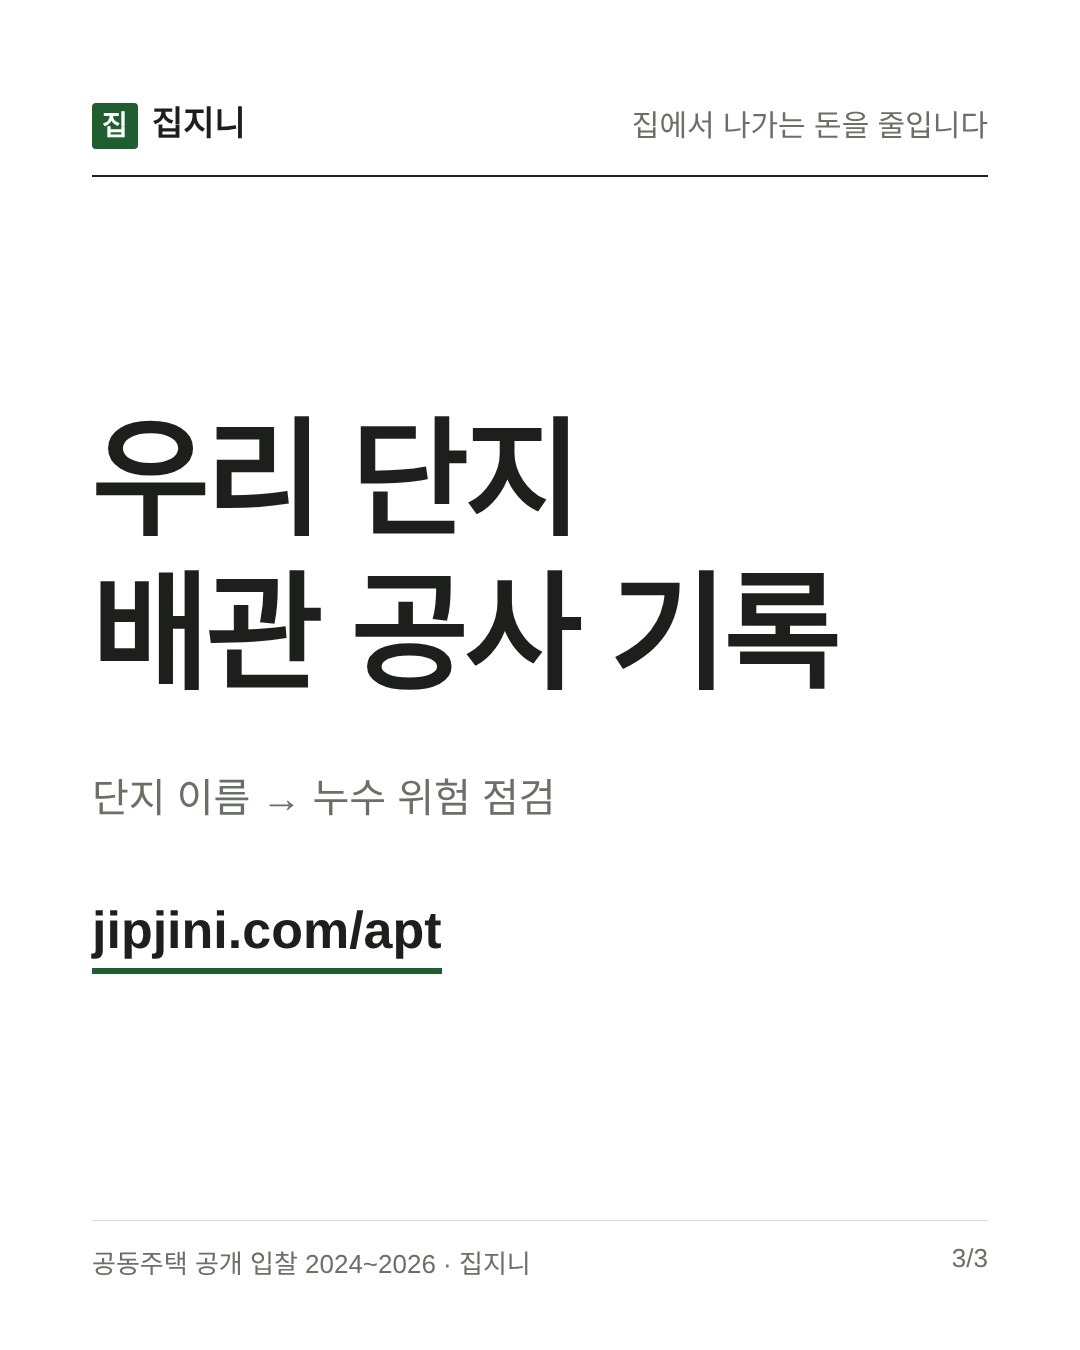 집 집지니
집에서 나가는 돈을 줄입니다
우리 단지
배관 공사 기록
단지 이름 → 누수 위험 점검
jipjini.com/apt
공동주택 공개 입찰 2024~2026 · 집지니
3/3